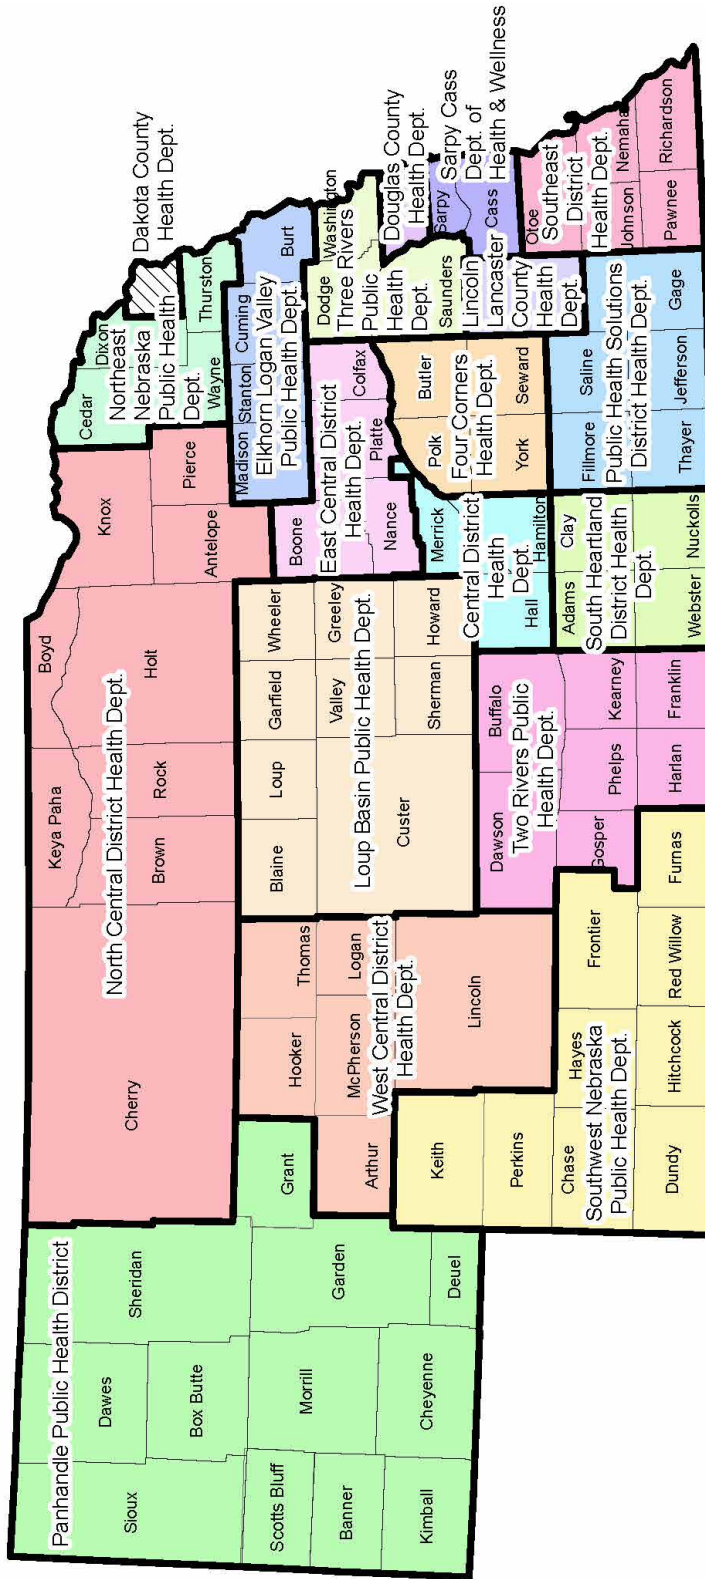 Panhandle Public Health District
Sioux
Dawes
Sheridan
Box Butte
Scotts Bluff
Morrill
Garden
Grant
Banner
Kimball
Cheyenne
Deuel
North Central District Health Dept.
Cherry
Keya Paha
Boyd
Brown
Rock
Holt
Knox
Antelope
Pierce
West Central District
Health Dept.
Hooker
Thomas
Arthur
McPherson
Logan
Lincoln
Loup Basin Public Health Dept.
Blaine
Loup
Garfield
Wheeler
Custer
Valley
Greeley
Sherman
Howard
Southwest Nebraska
Public Health Dept.
Keith
Perkins
Chase
Hayes
Frontier
Dundy
Hitchcock
Red Willow
Furnas
Two Rivers Public
Health Dept.
Dawson
Buffalo
Gosper
Phelps
Kearney
Harlan
Franklin
Northeast
Nebraska
Public Health
Dept.
Cedar
Dixon
Wayne
Thurston
Dakota County
Health Dept.
Elkhorn Logan Valley
Public Health Dept.
Madison
Stanton
Cuming
Burt
East Central District
Health Dept.
Boone
Nance
Platte
Colfax
Central District
Health
Dept.
Merrick
Hall
Hamilton
South Heartland
District Health
Dept.
Adams
Clay
Webster
Nuckolls
Four Corners
Health Dept.
Polk
Butler
York
Seward
Three Rivers
Public
Health
Dept.
Dodge
Washington
Saunders
Douglas County
Health Dept.
Sarpy Cass
Dept. of
Health & Wellness
Sarpy
Cass
Lincoln
Lancaster
County
Health
Dept.
Public Health Solutions
District Health Dept.
Fillmore
Saline
Thayer
Jefferson
Gage
Southeast
District
Health Dept.
Otoe
Johnson
Nemaha
Pawnee
Richardson